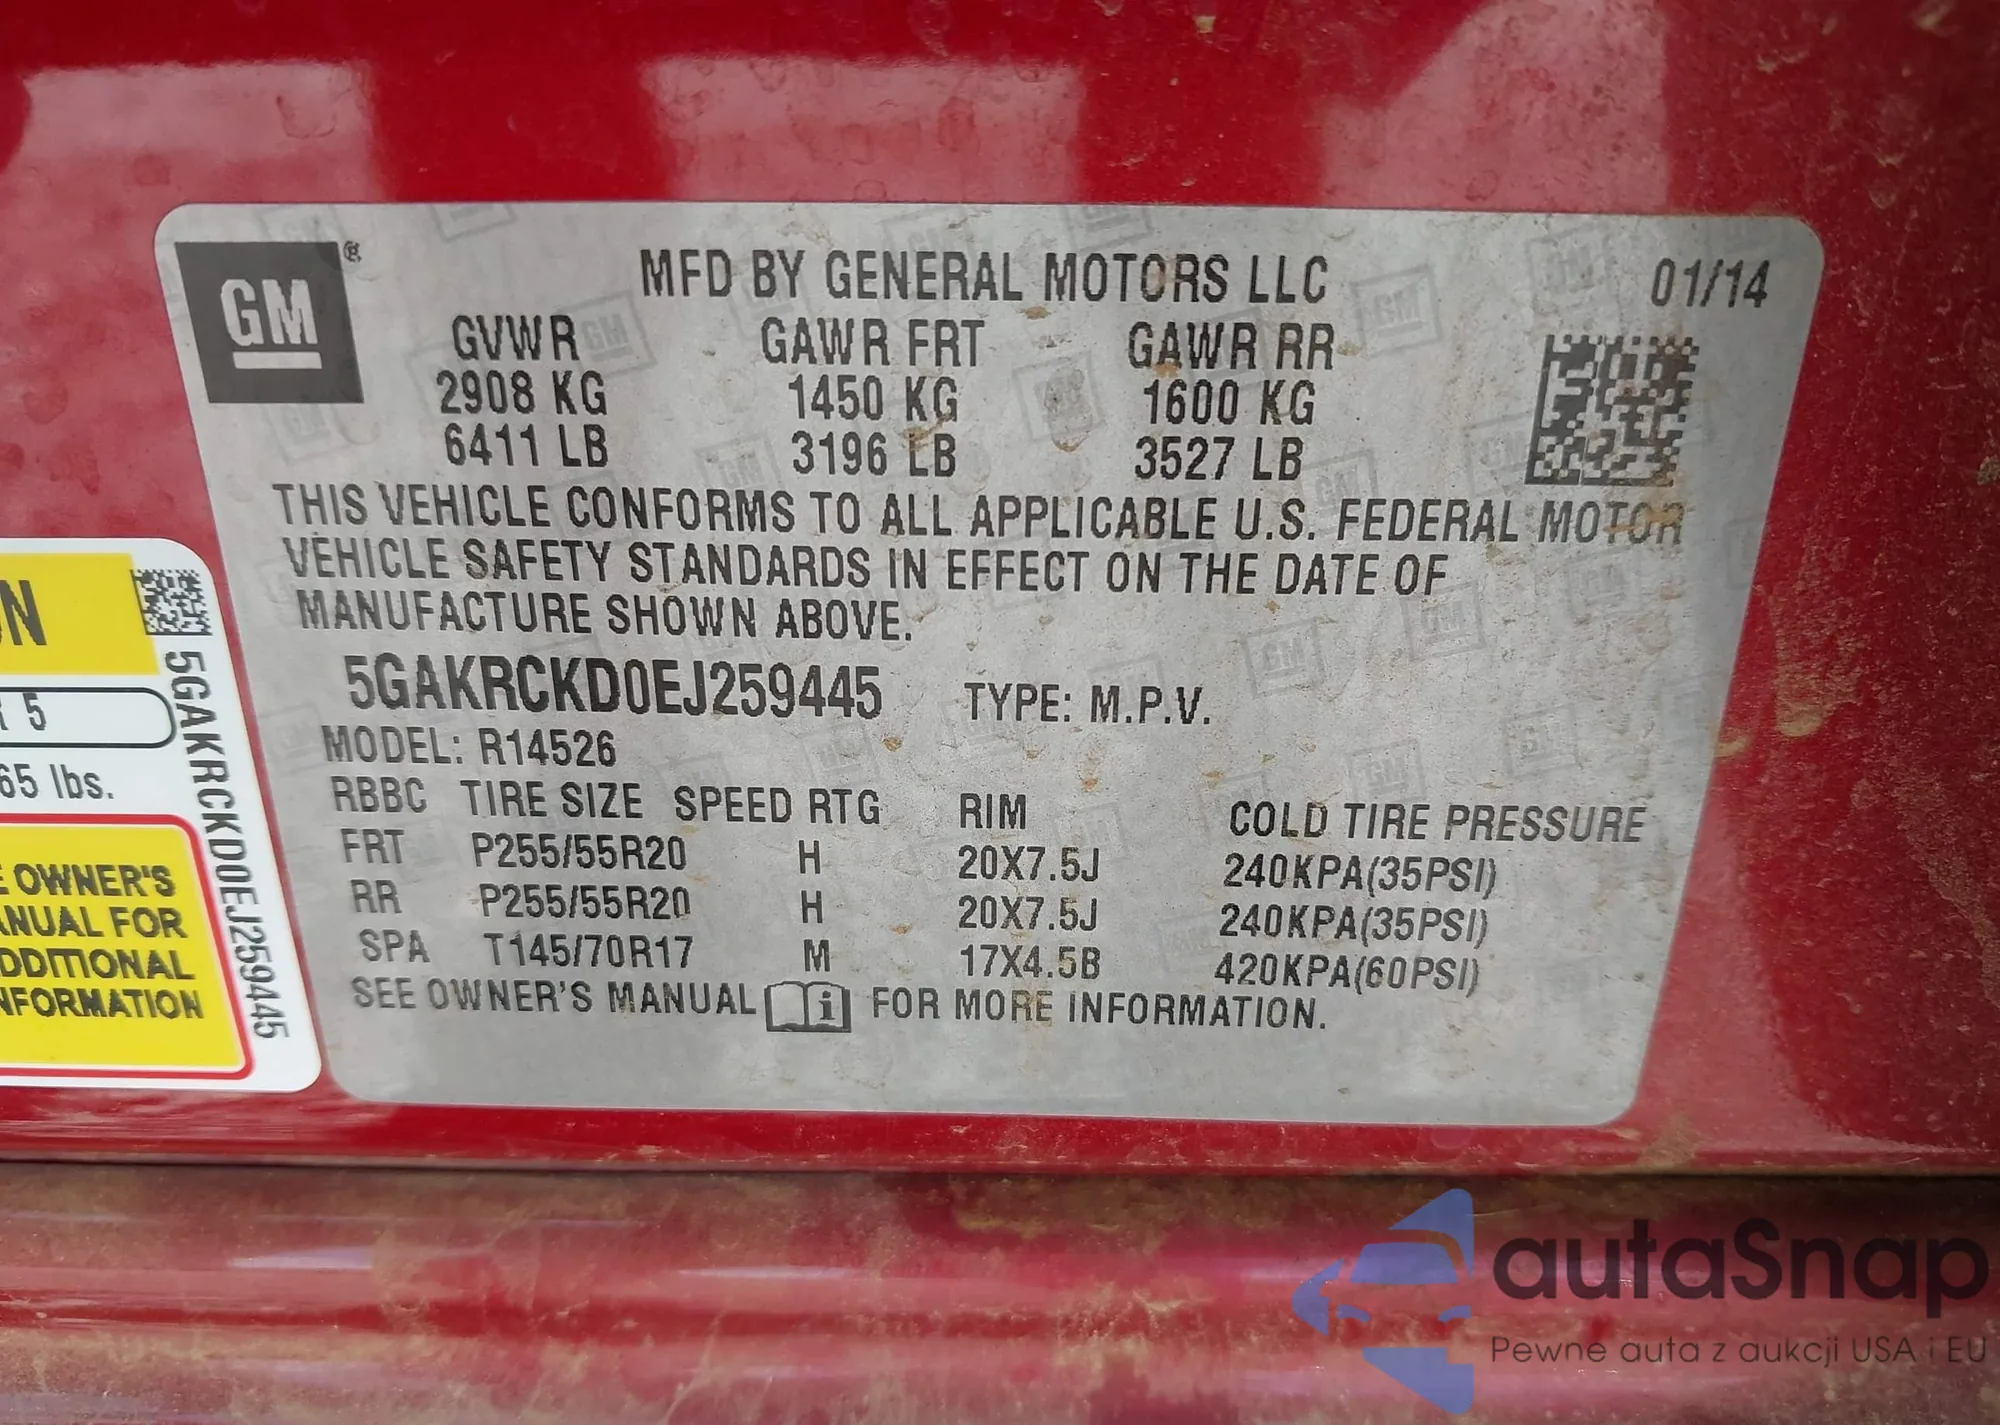 GM ®
MFD BY GENERAL MOTORS LLC 01/14
GVWR GAWR FRT GAWR RR
2908 KG 1450 KG 1600 KG
6411 LB 3196 LB 3527 LB
THIS VEHICLE CONFORMS TO ALL APPLICABLE U.S. FEDERAL MOTOR
VEHICLE SAFETY STANDARDS IN EFFECT ON THE DATE OF
MANUFACTURE SHOWN ABOVE.
5GAKRCKD0EJ259445 TYPE: M.P.V.
MODEL: R14526
RBBC TIRE SIZE SPEED RTG RIM COLD TIRE PRESSURE
FRT P255/55R20 H 20X7.5J 240KPA(35PSI)
RR P255/55R20 H 20X7.5J 240KPA(35PSI)
SPA T145/70R17 M 17X4.5B 420KPA(60PSI)
SEE OWNER'S MANUAL i FOR MORE INFORMATION.
5
65 lbs.
OWNER'S
ANUAL FOR
DDITIONAL
NFORMATION
5GAKRCKD0EJ259445
autaSnap
Pewne auta z aukcji USA i EU